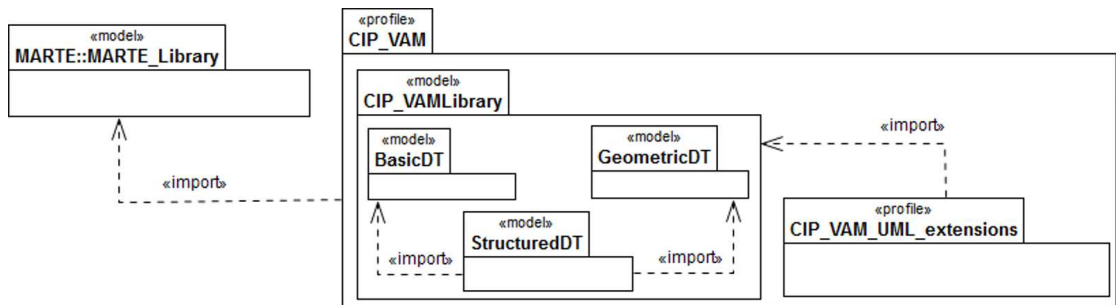 «model»
MARTE::MARTE_Library
«import»
«profile»
CIP_VAM
«model»
CIP_VAMLibrary
«model»
BasicDT
«model»
GeometricDT
«model»
StructuredDT
«import»
«import»
«import»
«profile»
CIP_VAM_UML_extensions